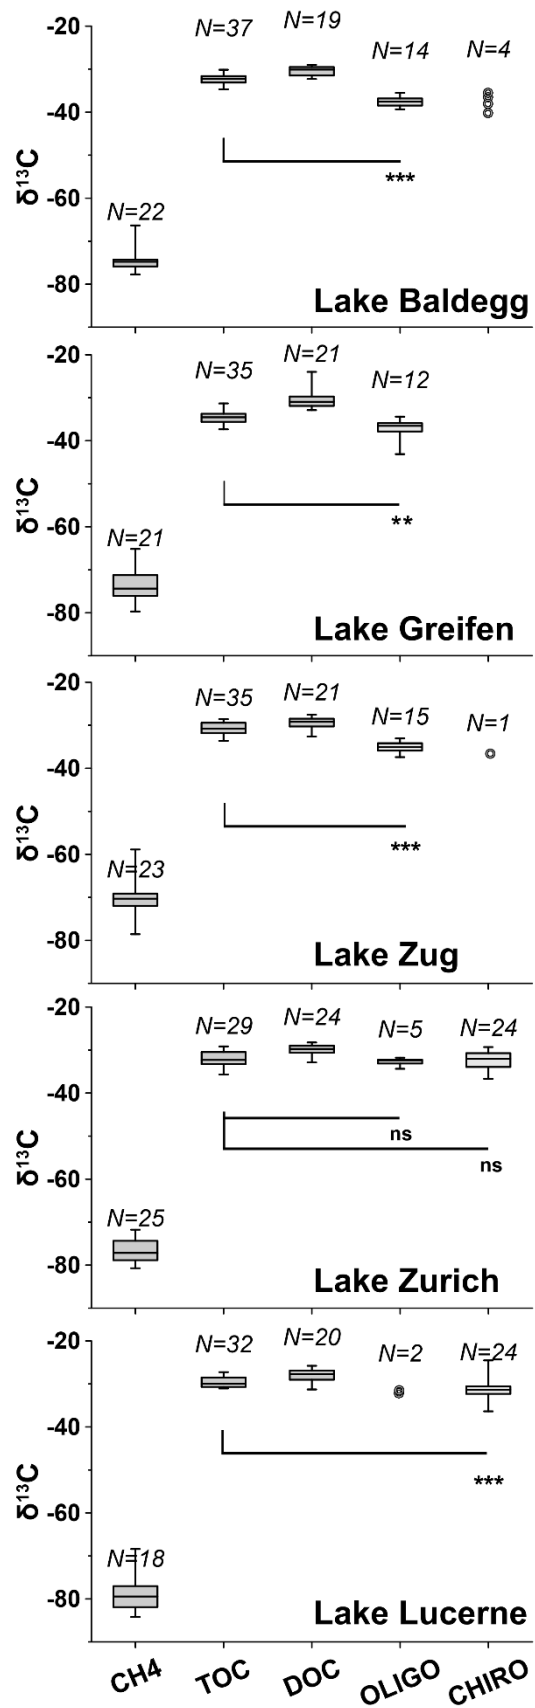 N=37 N=19 N=14 N=4
-20
-40
δ¹³C
***
-60
N=22
-80
Lake Baldegg
-20
N=35 N=21 N=12
-40
δ¹³C
**
-60
N=21
-80
Lake Greifen
-20
N=35 N=21 N=15 N=1
-40
δ¹³C
***
-60
N=23
-80
Lake Zug
-20
N=29 N=24 N=5 N=24
-40
δ¹³C
ns
ns
-60
N=25
-80
Lake Zurich
-20
N=32 N=20 N=2 N=24
-40
δ¹³C
***
-60
N=18
-80
Lake Lucerne
CH4 TOC DOC OLIGO CHIRO